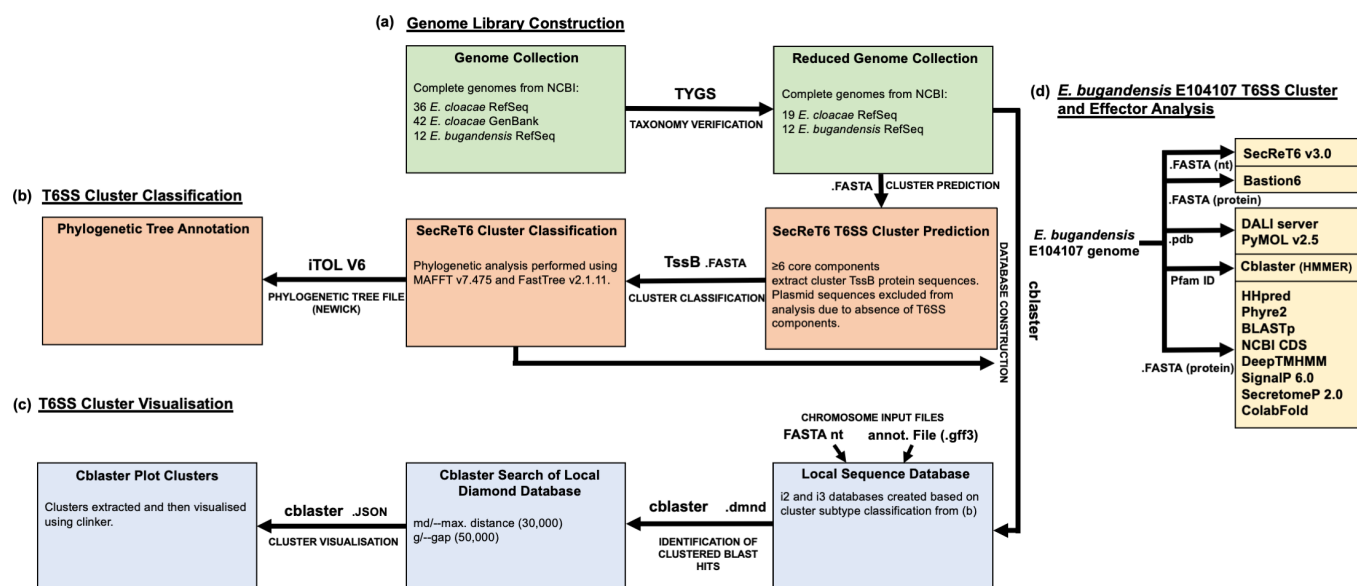 (a) Genome Library Construction
Genome Collection
Complete genomes from NCBI:
36 E. cloacae RefSeq
42 E. cloacae GenBank
12 E. bugandensis RefSeq
TYGS
TAXONOMY VERIFICATION
Reduced Genome Collection
Complete genomes from NCBI:
19 E. cloacae RefSeq
12 E. bugandensis RefSeq
.FASTA CLUSTER PREDICTION
(b) T6SS Cluster Classification
Phylogenetic Tree Annotation
iTOL V6
PHYLOGENETIC TREE FILE
(NEWICK)
SecReT6 Cluster Classification
Phylogenetic analysis performed using
MAFFT v7.475 and FastTree v2.1.11.
TssB .FASTA
CLUSTER CLASSIFICATION
SecReT6 T6SS Cluster Prediction
≥6 core components
extract cluster TssB protein sequences.
Plasmid sequences excluded from
analysis due to absence of T6SS
components.
DATABASE CONSTRUCTION
cblaster
(c) T6SS Cluster Visualisation
Cblaster Plot Clusters
Clusters extracted and then visualised
using clinker.
cblaster .JSON
CLUSTER VISUALISATION
Cblaster Search of Local
Diamond Database
md/--max. distance (30,000)
g/--gap (50,000)
cblaster .dmnd
IDENTIFICATION OF
CLUSTERED BLAST
HITS
CHROMOSOME INPUT FILES
FASTA nt annot. File (.gff3)
Local Sequence Database
i2 and i3 databases created based on
cluster subtype classification from (b)
(d) E. bugandensis E104107 T6SS Cluster
and Effector Analysis
E. bugandensis
E104107 genome
.FASTA (nt)
SecReT6 v3.0
Bastion6
.FASTA (protein)
DALI server
PyMOL v2.5
.pdb
Cblaster (HMMER)
Pfam ID
HHpred
Phyre2
BLASTp
NCBI CDS
DeepTMHMM
SignalP 6.0
SecretomeP 2.0
ColabFold
.FASTA (protein)